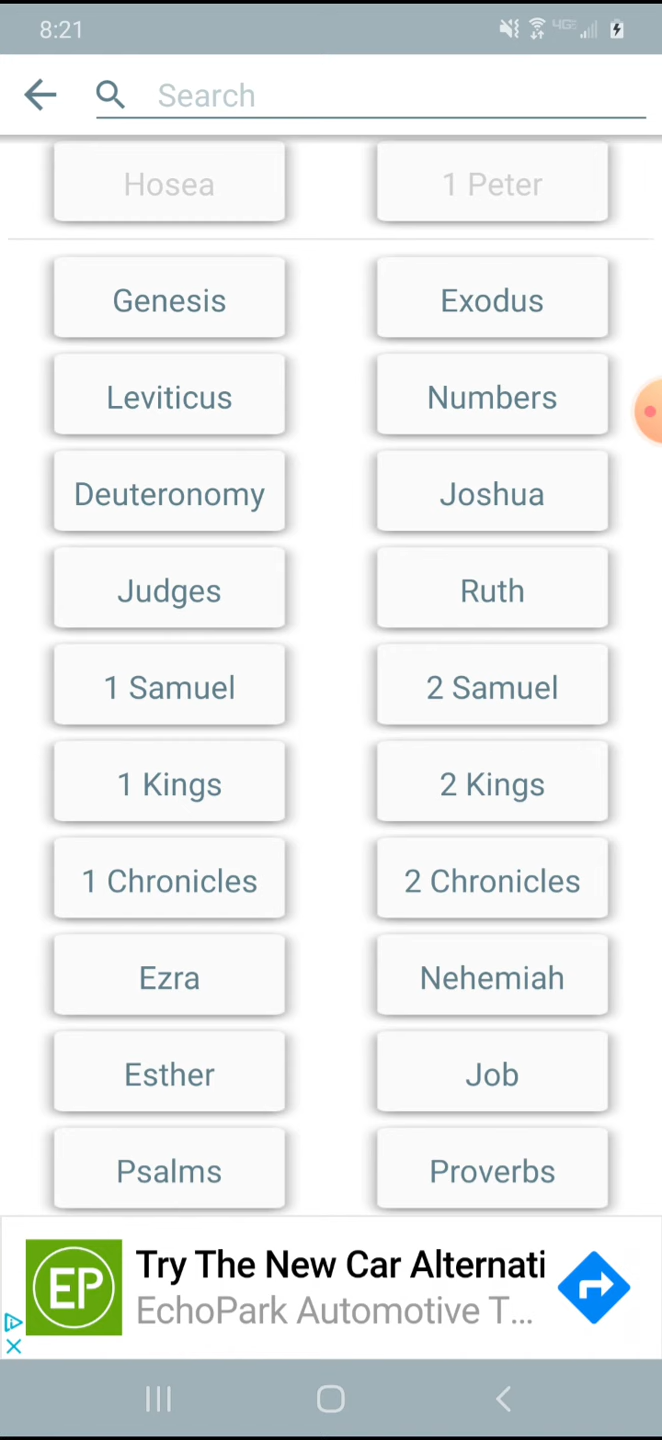 8:21 4GE
Search
Hosea 1 Peter
Genesis Exodus
Leviticus Numbers
Deuteronomy Joshua
Judges Ruth
1 Samuel 2 Samuel
1 Kings 2 Kings
1 Chronicles 2 Chronicles
Ezra Nehemiah
Esther Job
Psalms Proverbs
EP Try The New Car Alternati
EchoPark Automotive T...